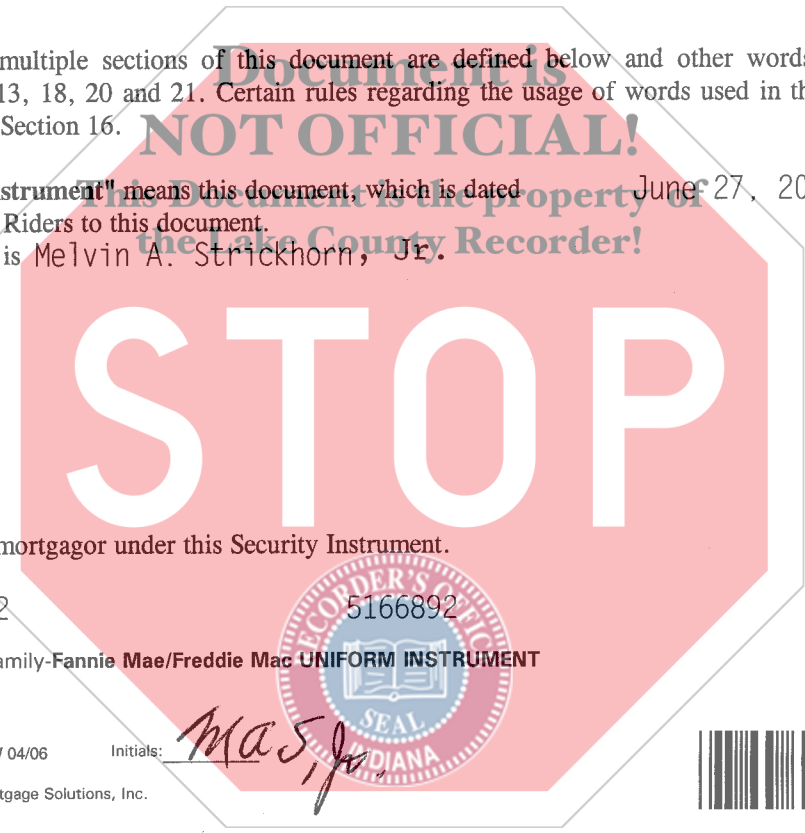 multiple sections of this document are defined below and other words
Document is
13, 18, 20 and 21. Certain rules regarding the usage of words used in th
Section 16.
NOT OFFICIAL!
strument" means this document, which is dated June 27, 20
This Document is the property of
Riders to this document.
is Melvin A. Strickhorn, Jr.
the Lake County Recorder!
STOP
mortgagor under this Security Instrument.
2 5166892
RECORDER'S OFFICE
amily-Fannie Mae/Freddie Mac UNIFORM INSTRUMENT
SEAL
INDIANA
04/06 Initials: MAS, Jr.
tgage Solutions, Inc.